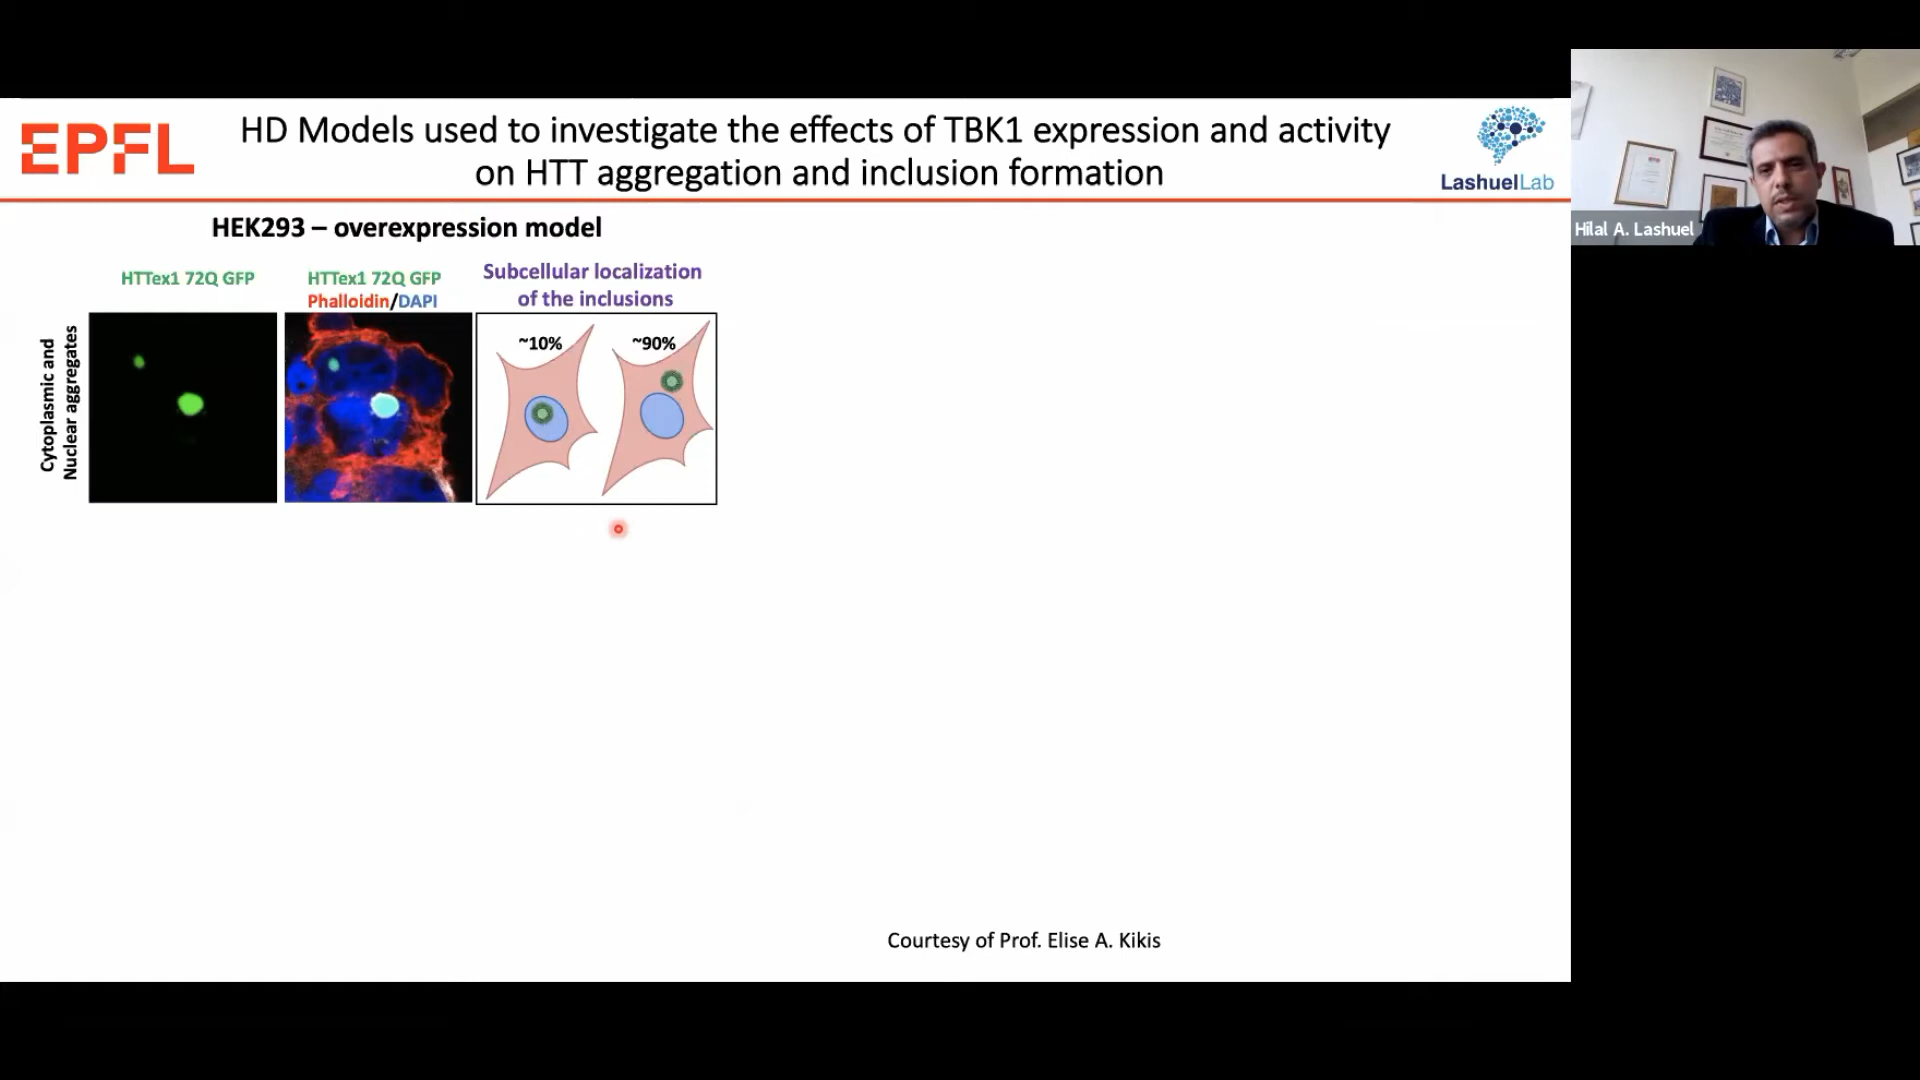 EPFL
HD Models used to investigate the effects of TBK1 expression and activity
on HTT aggregation and inclusion formation
LashuelLab
Hilal A. Lashuel
HEK293 – overexpression model
HTTex1 72Q GFP
HTTex1 72Q GFP
Phalloidin/DAPI
Subcellular localization
of the inclusions
Cytoplasmic and
Nuclear aggregates
~10%
~90%
Courtesy of Prof. Elise A. Kikis